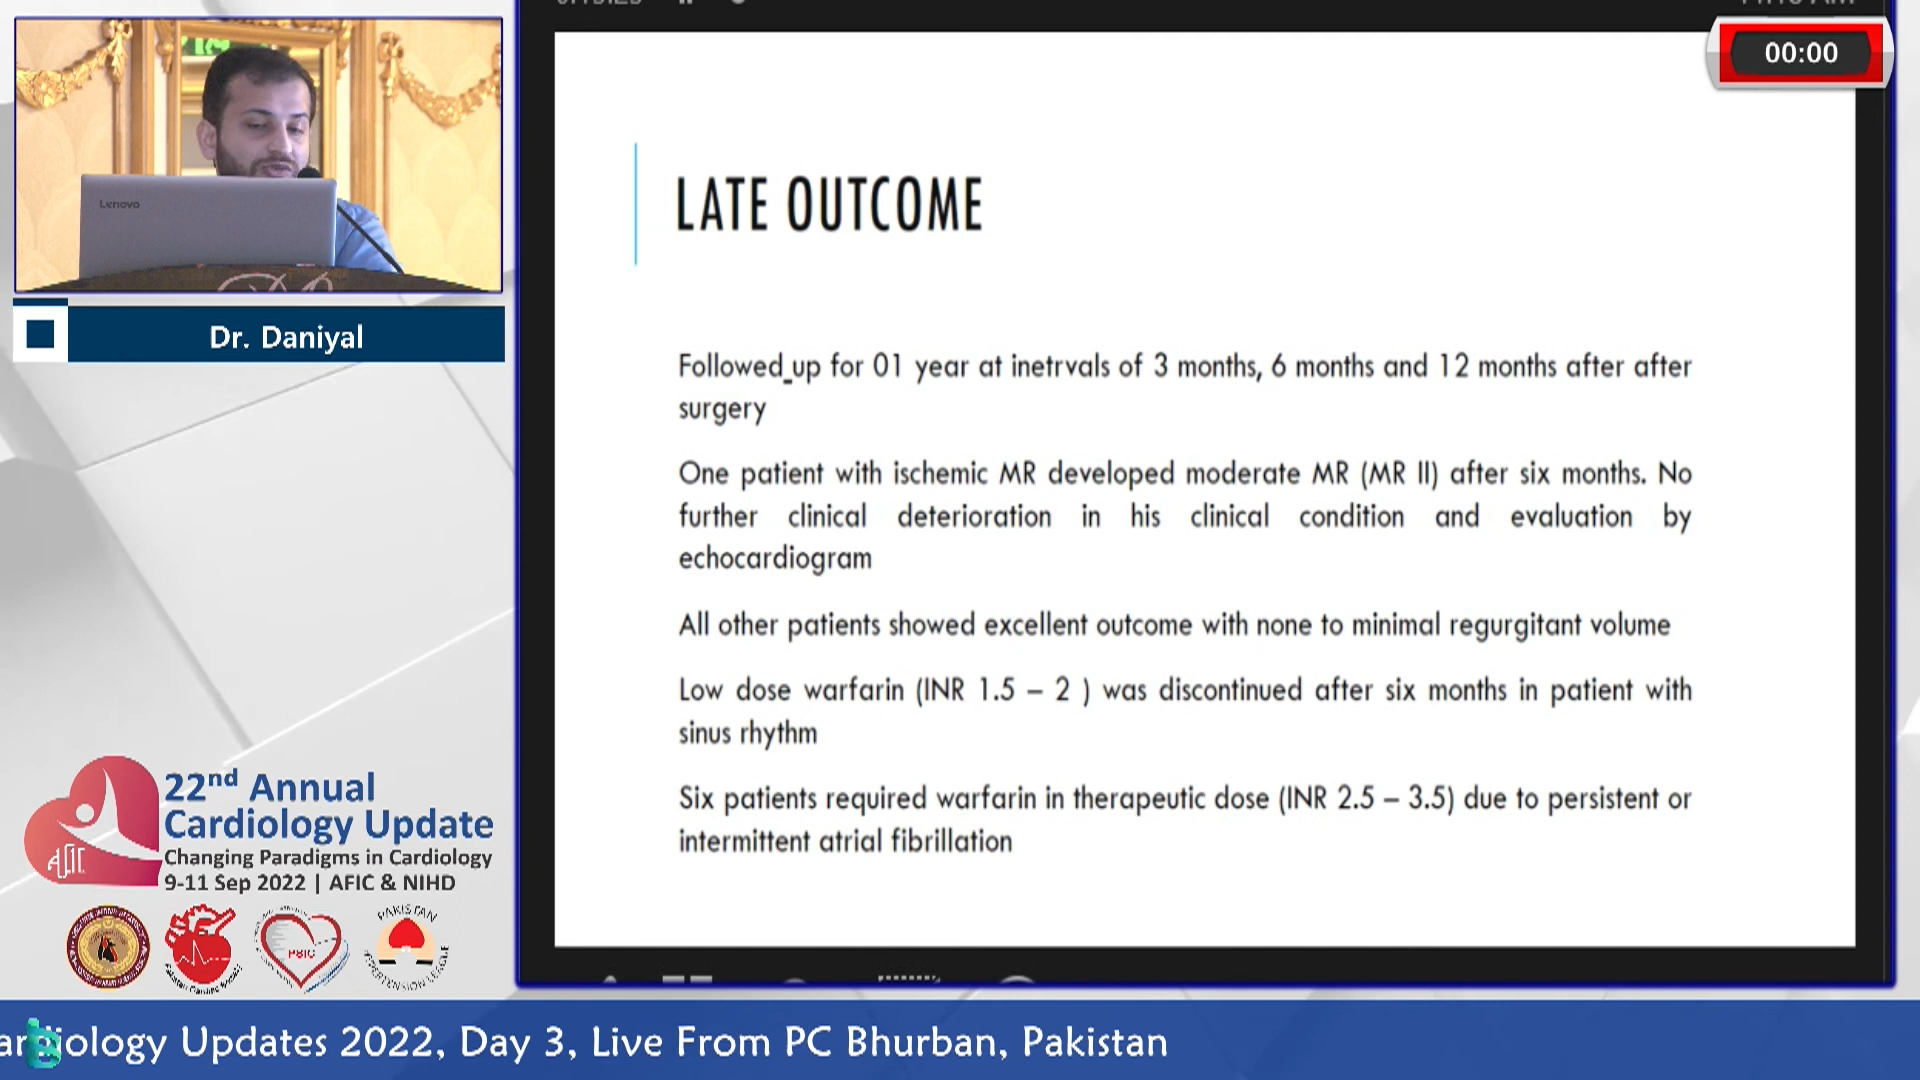 00:00
Lenovo
Dr. Daniyal
LATE OUTCOME
Followed_up for 01 year at inetrvals of 3 months, 6 months and 12 months after after
surgery
One patient with ischemic MR developed moderate MR (MR II) after six months. No
further clinical deterioration in his clinical condition and evaluation by
echocardiogram
All other patients showed excellent outcome with none to minimal regurgitant volume
Low dose warfarin (INR 1.5 – 2 ) was discontinued after six months in patient with
sinus rhythm
Six patients required warfarin in therapeutic dose (INR 2.5 – 3.5) due to persistent or
intermittent atrial fibrillation
22nd Annual
Cardiology Update
Changing Paradigms in Cardiology
9-11 Sep 2022 | AFIC & NIHD
AFIC
PSIC
PAKISTAN
HYPERTENSION LEAGUE
ardiology Updates 2022, Day 3, Live From PC Bhurban, Pakistan